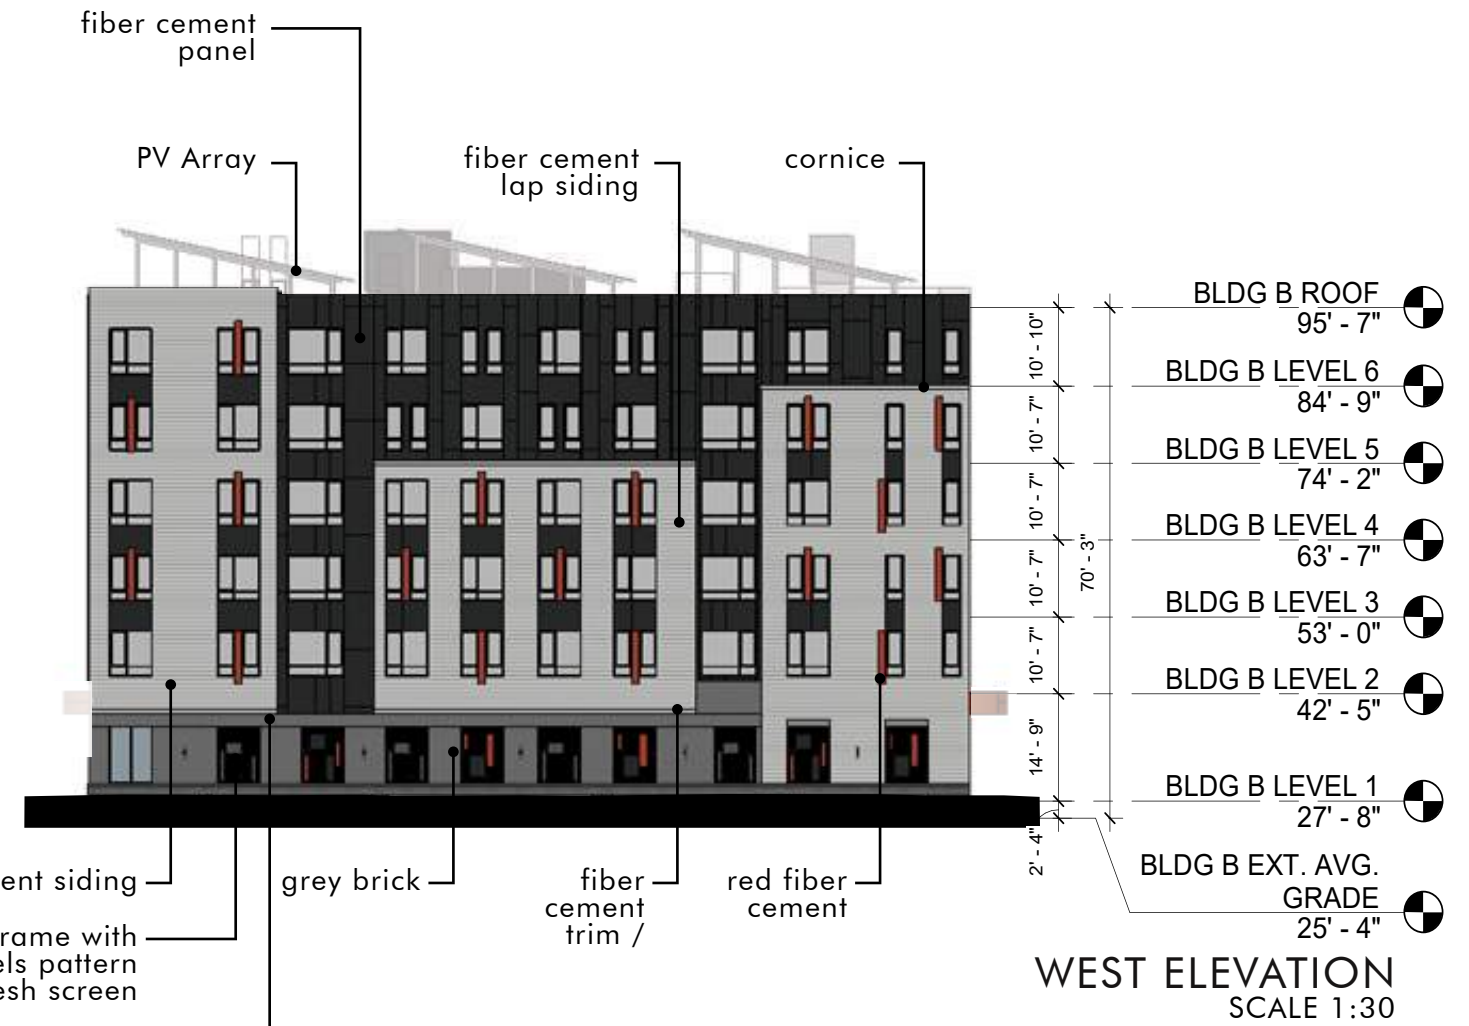 fiber cement
panel
PV Array
fiber cement
lap siding
cornice
BLDG B ROOF
95' - 7"
BLDG B LEVEL 6
84' - 9"
BLDG B LEVEL 5
74' - 2"
BLDG B LEVEL 4
63' - 7"
BLDG B LEVEL 3
53' - 0"
BLDG B LEVEL 2
42' - 5"
BLDG B LEVEL 1
27' - 8"
BLDG B EXT. AVG.
GRADE
25' - 4"
10' - 10"
10' - 7"
10' - 7"
10' - 7"
10' - 7"
14' - 9"
2' - 4"
70' - 3"
ent siding
rame with
els pattern
esh screen
grey brick
fiber
cement
trim /
red fiber
cement
WEST ELEVATION
SCALE 1:30